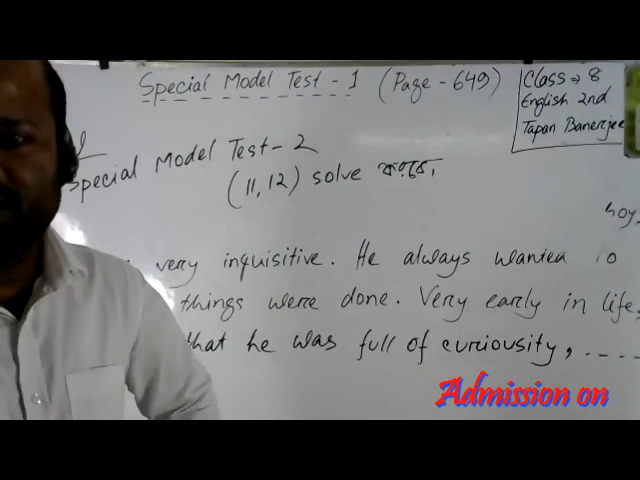 Special Model Test - 1 (Page - 649)
Class → 8
English 2nd
Tapan Banerjee
Special Model Test - 2
(11, 12) solve
very inquisitive. He always wanted to
things were done. Very early in life
that he was full of curiousity, ....
Admission on